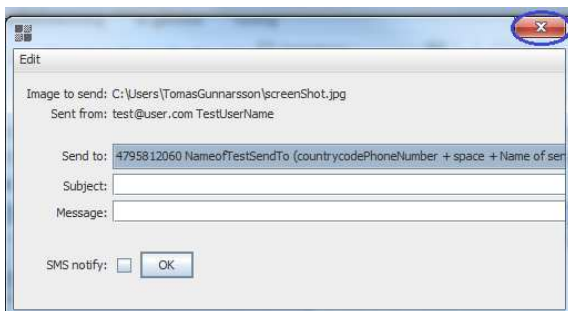 Edit
Image to send: C:\Users\TomasGunnarsson\screenShot.jpg
Sent from: test@user.com TestUserName
Send to: 4795812060 NameofTestSendTo (countrycodePhoneNumber + space + Name of sen
Subject:
Message:
SMS notify: OK